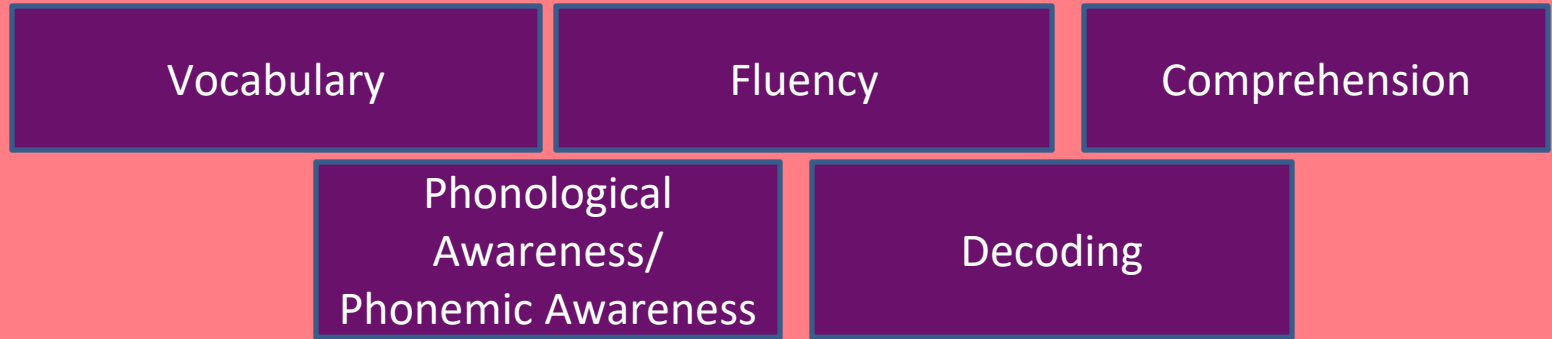 Vocabulary
Fluency
Comprehension
Phonological
Awareness/
Phonemic Awareness
Decoding